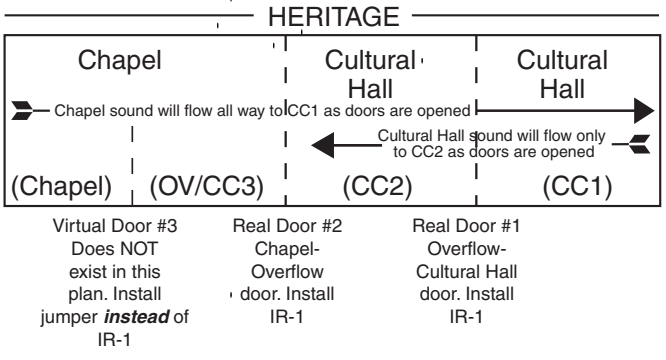 HERITAGE
Chapel
Cultural
Hall
Cultural
Hall
Chapel sound will flow all way to CC1 as doors are opened
Cultural Hall sound will flow only
to CC2 as doors are opened
(Chapel)
(OV/CC3)
(CC2)
(CC1)
Virtual Door #3
Does NOT
exist in this
plan. Install
jumper instead of
IR-1
Real Door #2
Chapel-
Overflow
door. Install
IR-1
Real Door #1
Overflow-
Cultural Hall
door. Install
IR-1